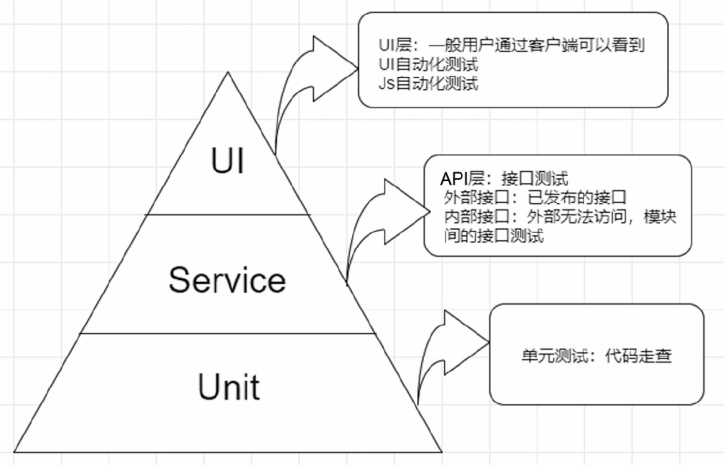 UI层：一般用户通过客户端可以看到
UI自动化测试
Js自动化测试
UI
API层：接口测试
外部接口：已发布的接口
内部接口：外部无法访问，模块
间的接口测试
Service
单元测试：代码走查
Unit